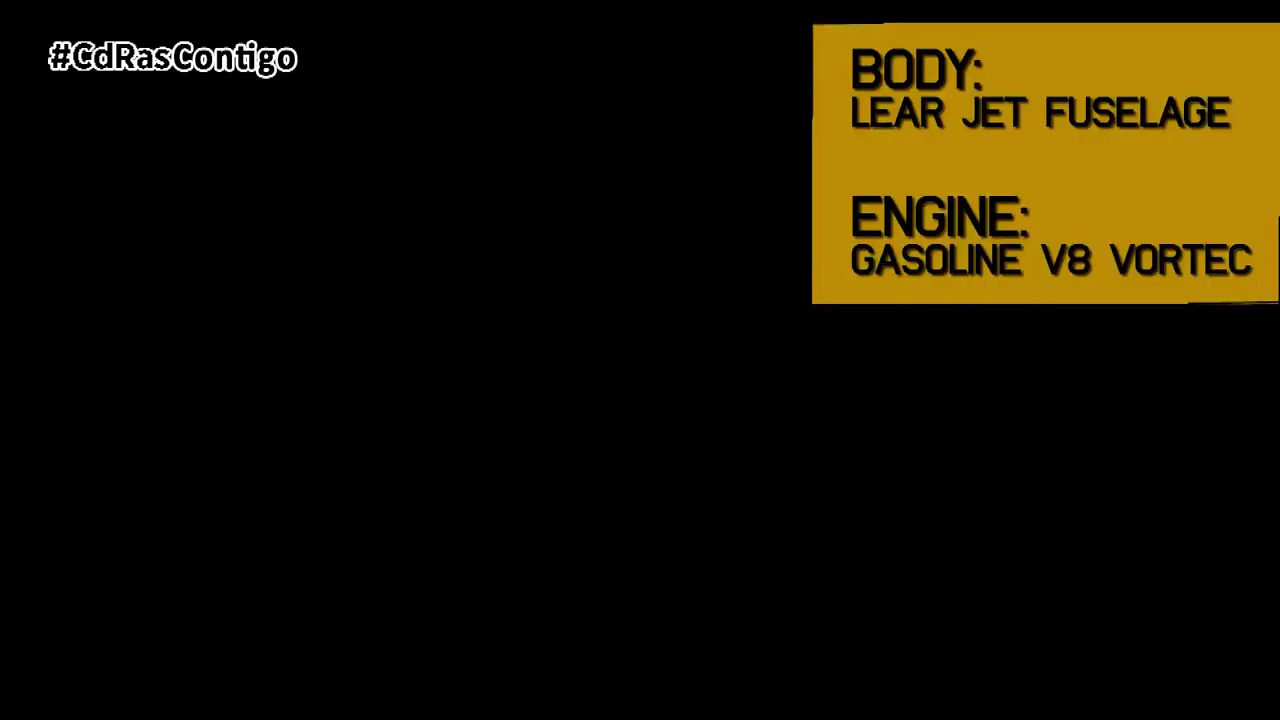 #CdRasContigo
BODY:
LEAR JET FUSELAGE
ENGINE:
GASOLINE V8 VORTEC